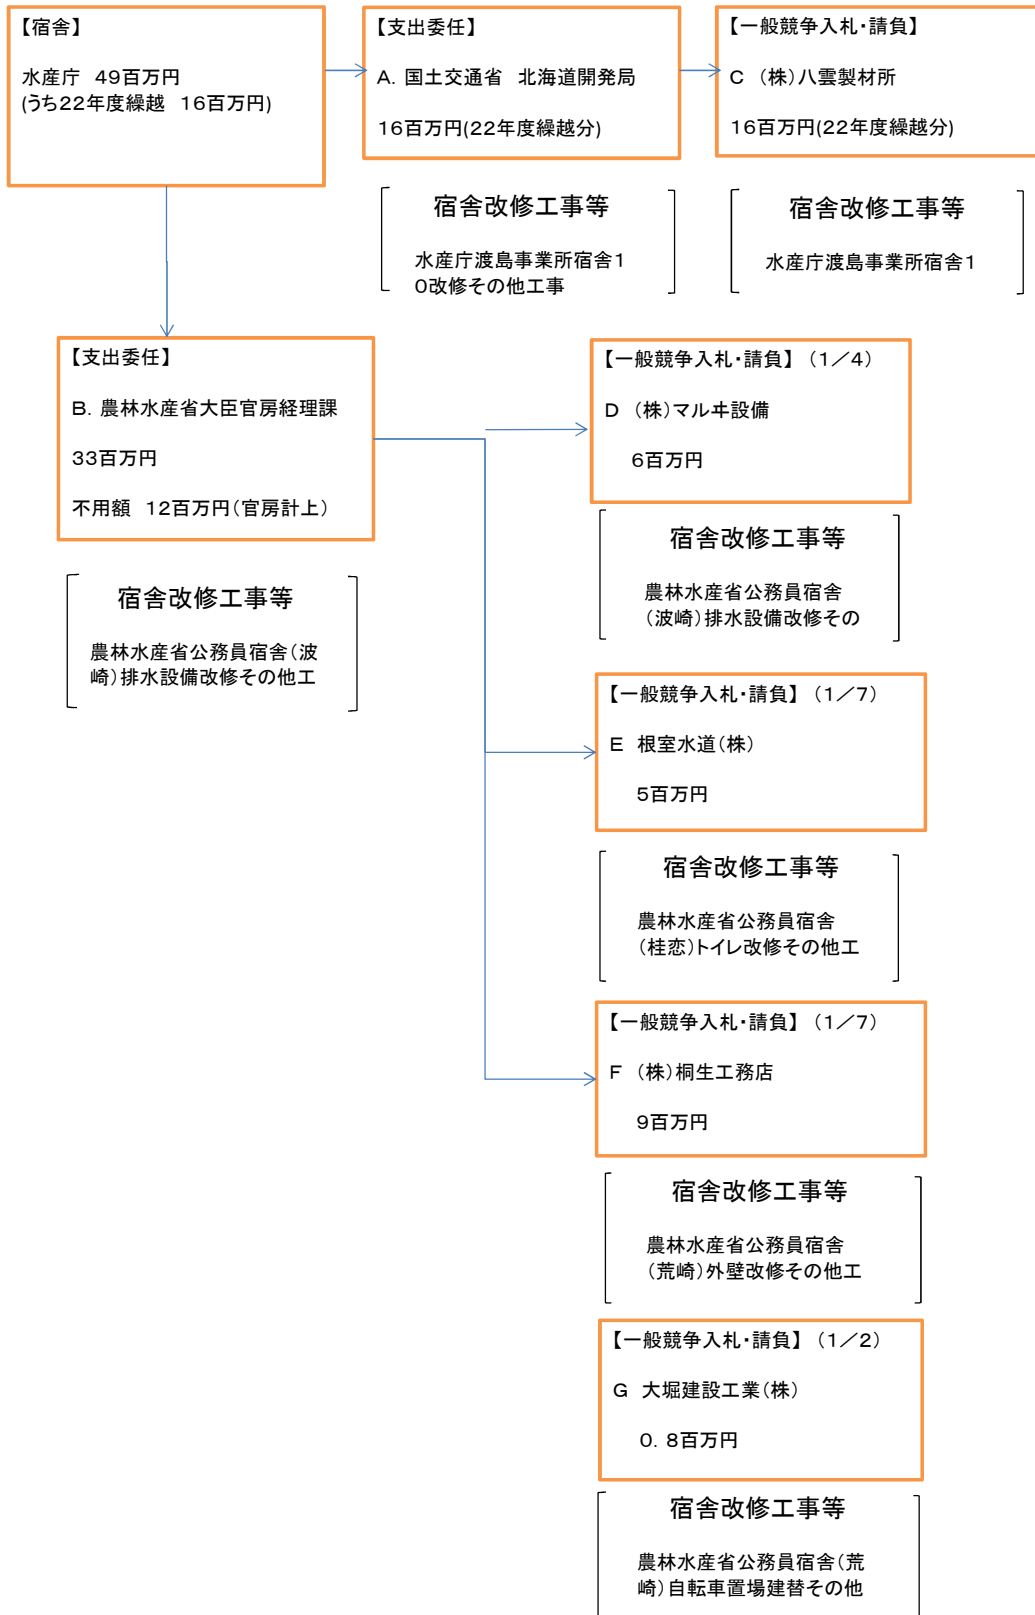 【宿舎】
水産庁　49百万円
(うち22年度繰越　16百万円)
【支出委任】
A．国土交通省　北海道開発局
16百万円(22年度繰越分)
【一般競争入札・請負】
C　（株）八雲製材所
16百万円(22年度繰越分)
宿舎改修工事等
水産庁渡島事業所宿舎1
0改修その他工事
宿舎改修工事等
水産庁渡島事業所宿舎1
【支出委任】
B．農林水産省大臣官房経理課
33百万円
不用額　12百万円（官房計上）
宿舎改修工事等
農林水産省公務員宿舎（波
崎）排水設備改修その他工
【一般競争入札・請負】（1／4）
D　（株）マルヰ設備
6百万円
宿舎改修工事等
農林水産省公務員宿舎
（波崎）排水設備改修その
【一般競争入札・請負】（1／7）
E　根室水道（株）
5百万円
宿舎改修工事等
農林水産省公務員宿舎
（桂恋）トイレ改修その他工
【一般競争入札・請負】（1／7）
F　（株）桐生工務店
9百万円
宿舎改修工事等
農林水産省公務員宿舎
（荒崎）外壁改修その他工
【一般競争入札・請負】（1／2）
G　大堀建設工業（株）
0．8百万円
宿舎改修工事等
農林水産省公務員宿舎（荒
崎）自転車置場建替その他